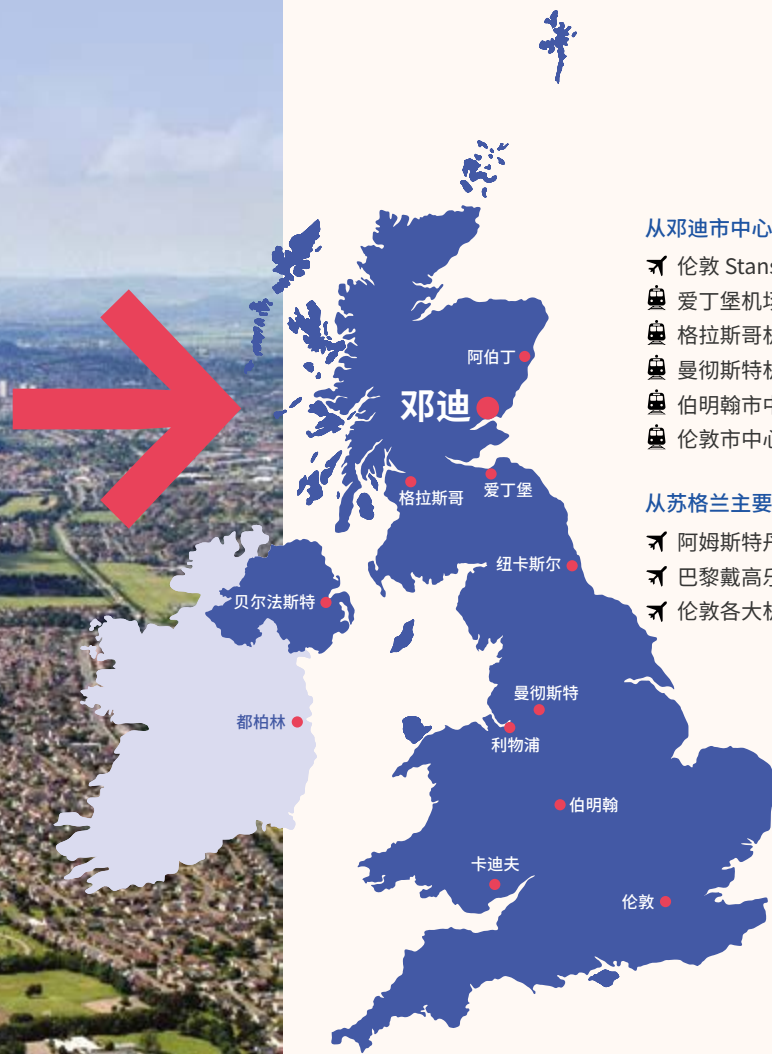 从邓迪市中心
伦敦 Stans
爱丁堡机场
格拉斯哥机
曼彻斯特机
伯明翰市中
伦敦市中心
从苏格兰主要
阿姆斯特丹
巴黎戴高乐
伦敦各大机
阿伯丁
邓迪
格拉斯哥
爱丁堡
纽卡斯尔
贝尔法斯特
曼彻斯特
都柏林
利物浦
伯明翰
卡迪夫
伦敦